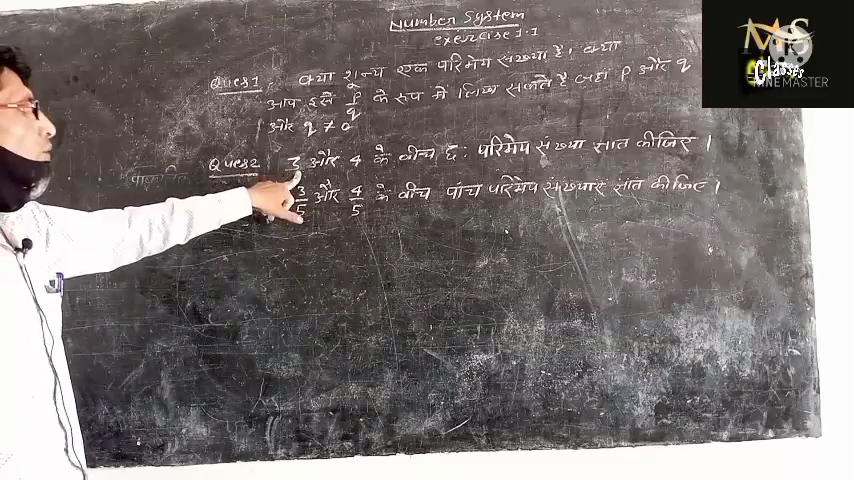 Number System
exercise 1.1
Ques1. क्या शून्य एक परिमेय संख्या है। क्या
आप इसे p/q के रूप में लिख सकते है जहां p और q
और q ≠ 0
Ques2 3 और 4 के बीच छ: परिमेय संख्या ज्ञात कीजिए।
3/5 और 4/5 के बीच पांच परिमेय संख्याए ज्ञात कीजिए।
MS
Classes
KINEMASTER